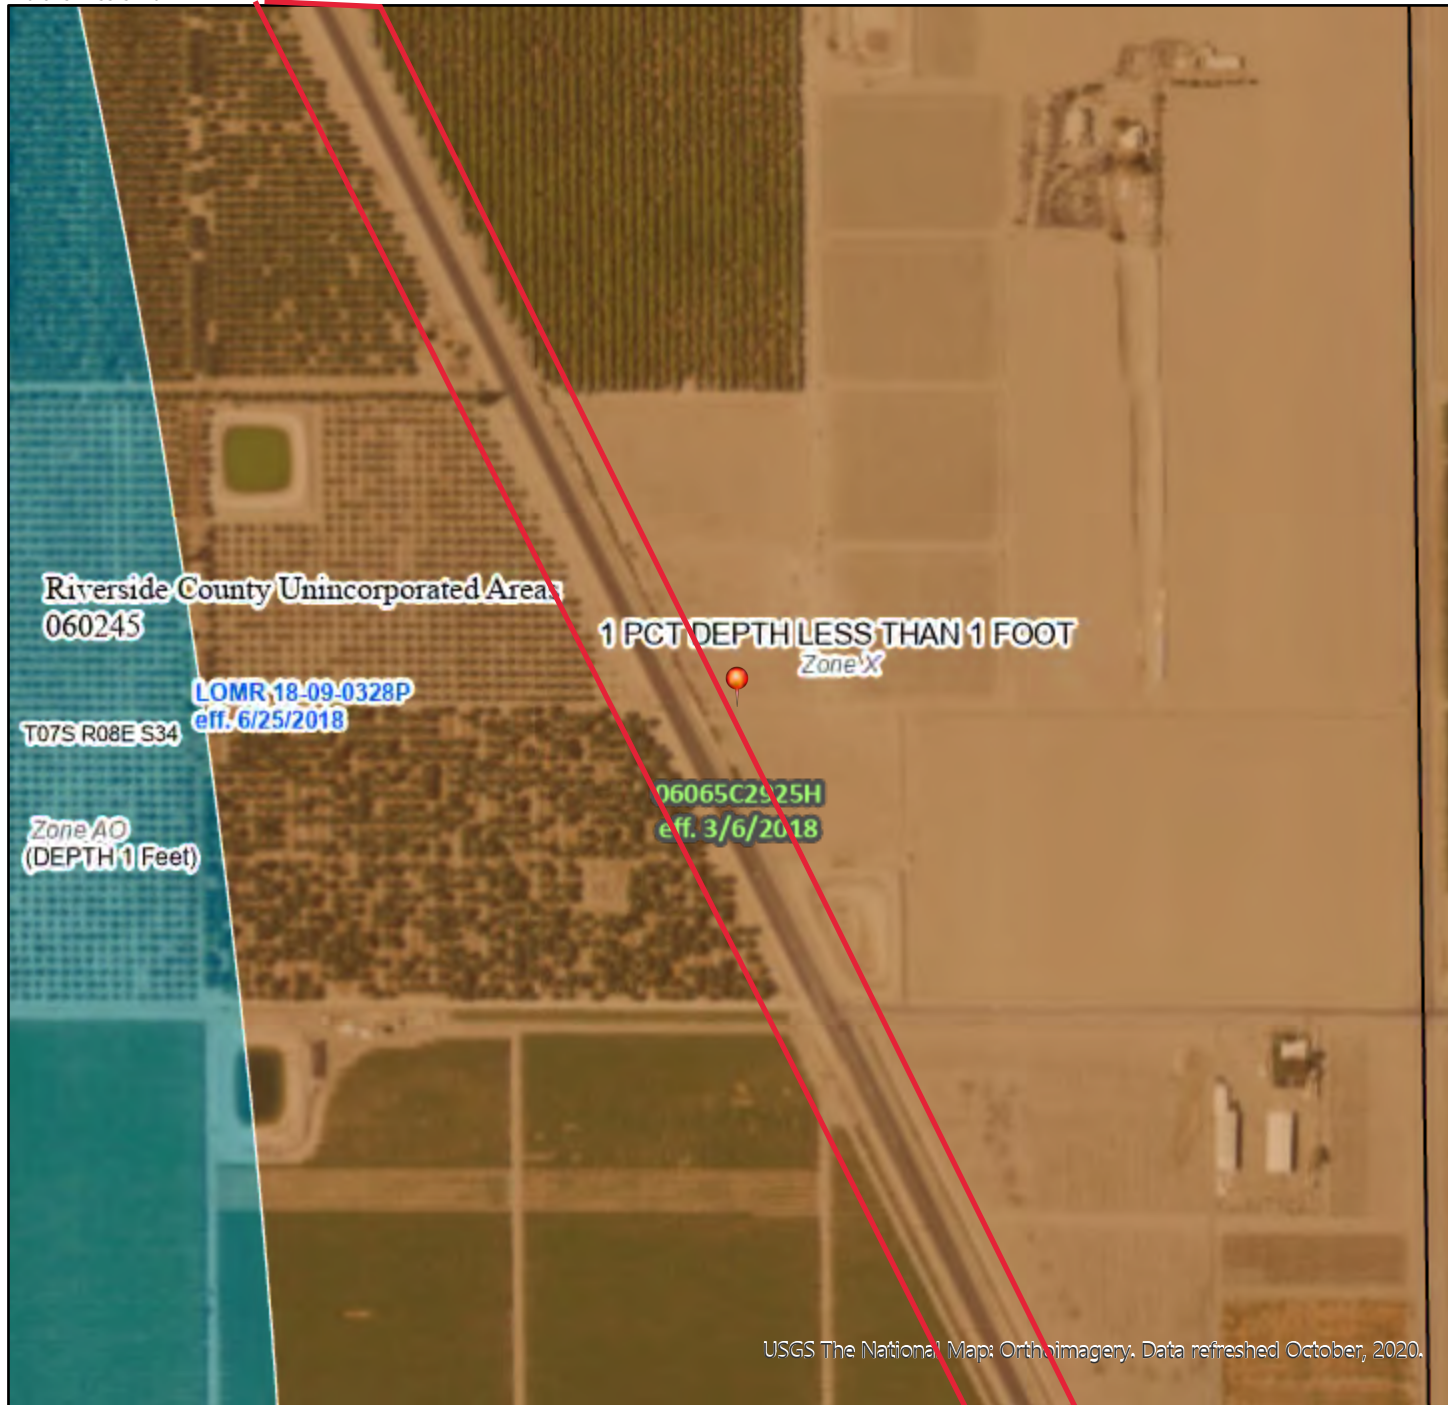 Riverside County Unincorporated Areas
060245
1 PCT DEPTH LESS THAN 1 FOOT
Zone X
LOMR 18-09-0328P
eff. 6/25/2018
T07S R08E S34
06065C2925H
eff. 3/6/2018
Zone AO
(DEPTH 1 Feet)
USGS The National Map: Orthoimagery. Data refreshed October, 2020.